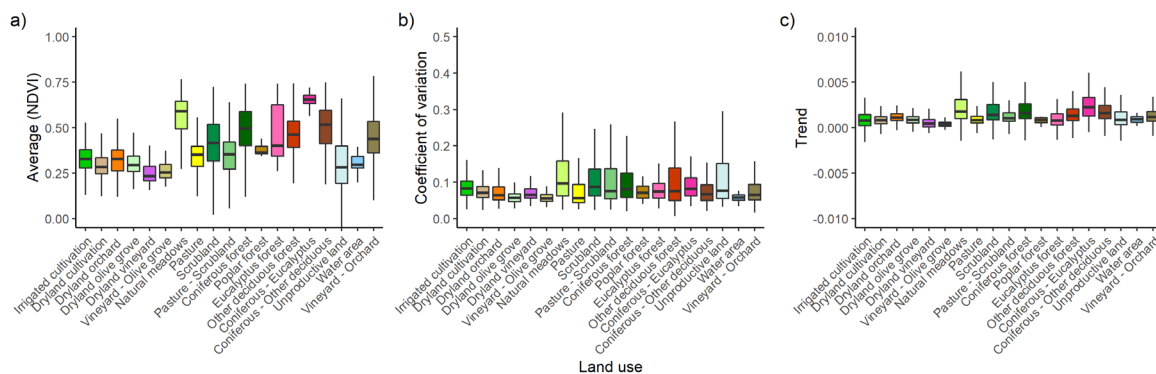 a)
Average (NDVI)
1.00
0.75
0.50
0.25
0.00
Irrigated cultivation
Dryland cultivation
Dryland orchard
Dryland olive grove
Dryland vineyard
Vineyard - Olive grove
Natural meadows
Pasture
Scrubland
Pasture - Scrubland
Coniferous forest
Poplar forest
Eucalyptus forest
Other deciduous forest
Coniferous - Eucalyptus
Coniferous - Other deciduous
Unproductive land
Water area
Vineyard - Orchard
b)
Coefficient of variation
0.5
0.4
0.3
0.2
0.1
0.0
Irrigated cultivation
Dryland cultivation
Dryland orchard
Dryland olive grove
Dryland vineyard
Vineyard - Olive grove
Natural meadows
Pasture
Scrubland
Pasture - Scrubland
Coniferous forest
Poplar forest
Eucalyptus forest
Other deciduous forest
Coniferous - Eucalyptus
Coniferous - Other deciduous
Unproductive land
Water area
Vineyard - Orchard
c)
Trend
0.010
0.005
0.000
-0.005
-0.010
Irrigated cultivation
Dryland cultivation
Dryland orchard
Dryland olive grove
Dryland vineyard
Vineyard - Olive grove
Natural meadows
Pasture
Scrubland
Pasture - Scrubland
Coniferous forest
Poplar forest
Eucalyptus forest
Other deciduous forest
Coniferous - Eucalyptus
Coniferous - Other deciduous
Unproductive land
Water area
Vineyard - Orchard
Land use